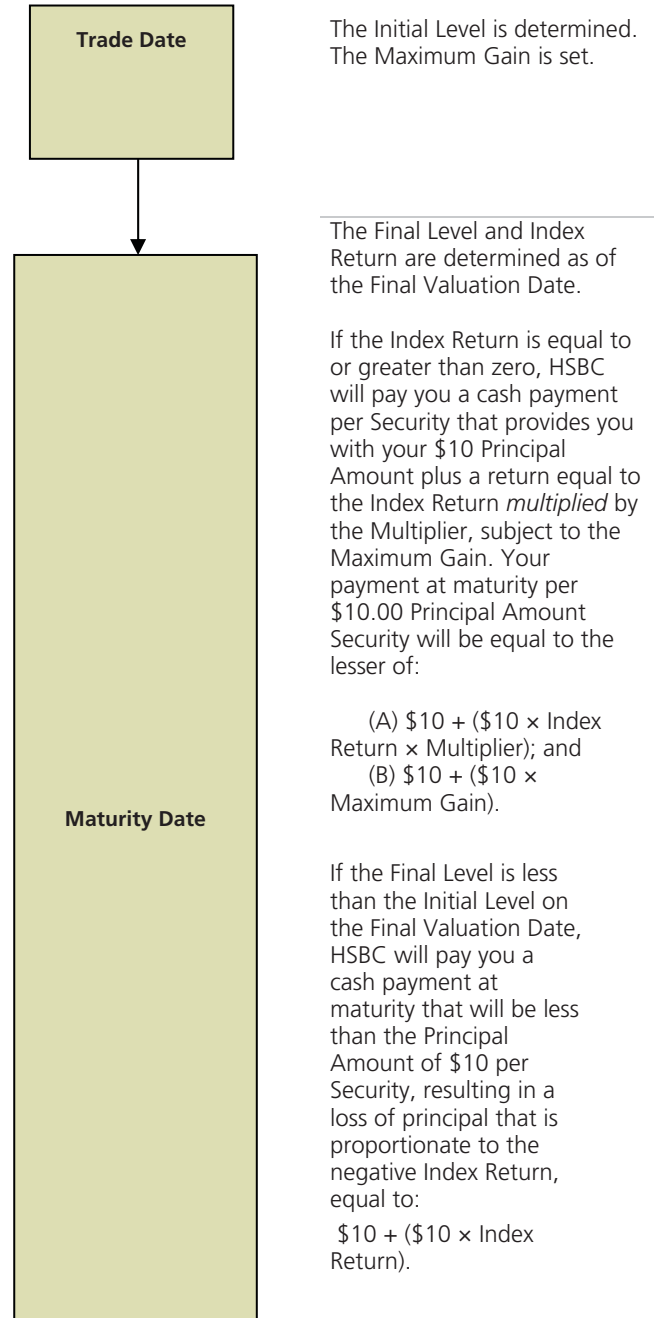 Trade Date
The Initial Level is determined.
The Maximum Gain is set.
The Final Level and Index
Return are determined as of
the Final Valuation Date.
If the Index Return is equal to
or greater than zero, HSBC
will pay you a cash payment
per Security that provides you
with your $10 Principal
Amount plus a return equal to
the Index Return multiplied by
the Multiplier, subject to the
Maximum Gain. Your
payment at maturity per
$10.00 Principal Amount
Security will be equal to the
lesser of:
(A) $10 + ($10 × Index
Return × Multiplier); and
(B) $10 + ($10 ×
Maximum Gain).
Maturity Date
If the Final Level is less
than the Initial Level on
the Final Valuation Date,
HSBC will pay you a
cash payment at
maturity that will be less
than the Principal
Amount of $10 per
Security, resulting in a
loss of principal that is
proportionate to the
negative Index Return,
equal to:
$10 + ($10 × Index
Return).